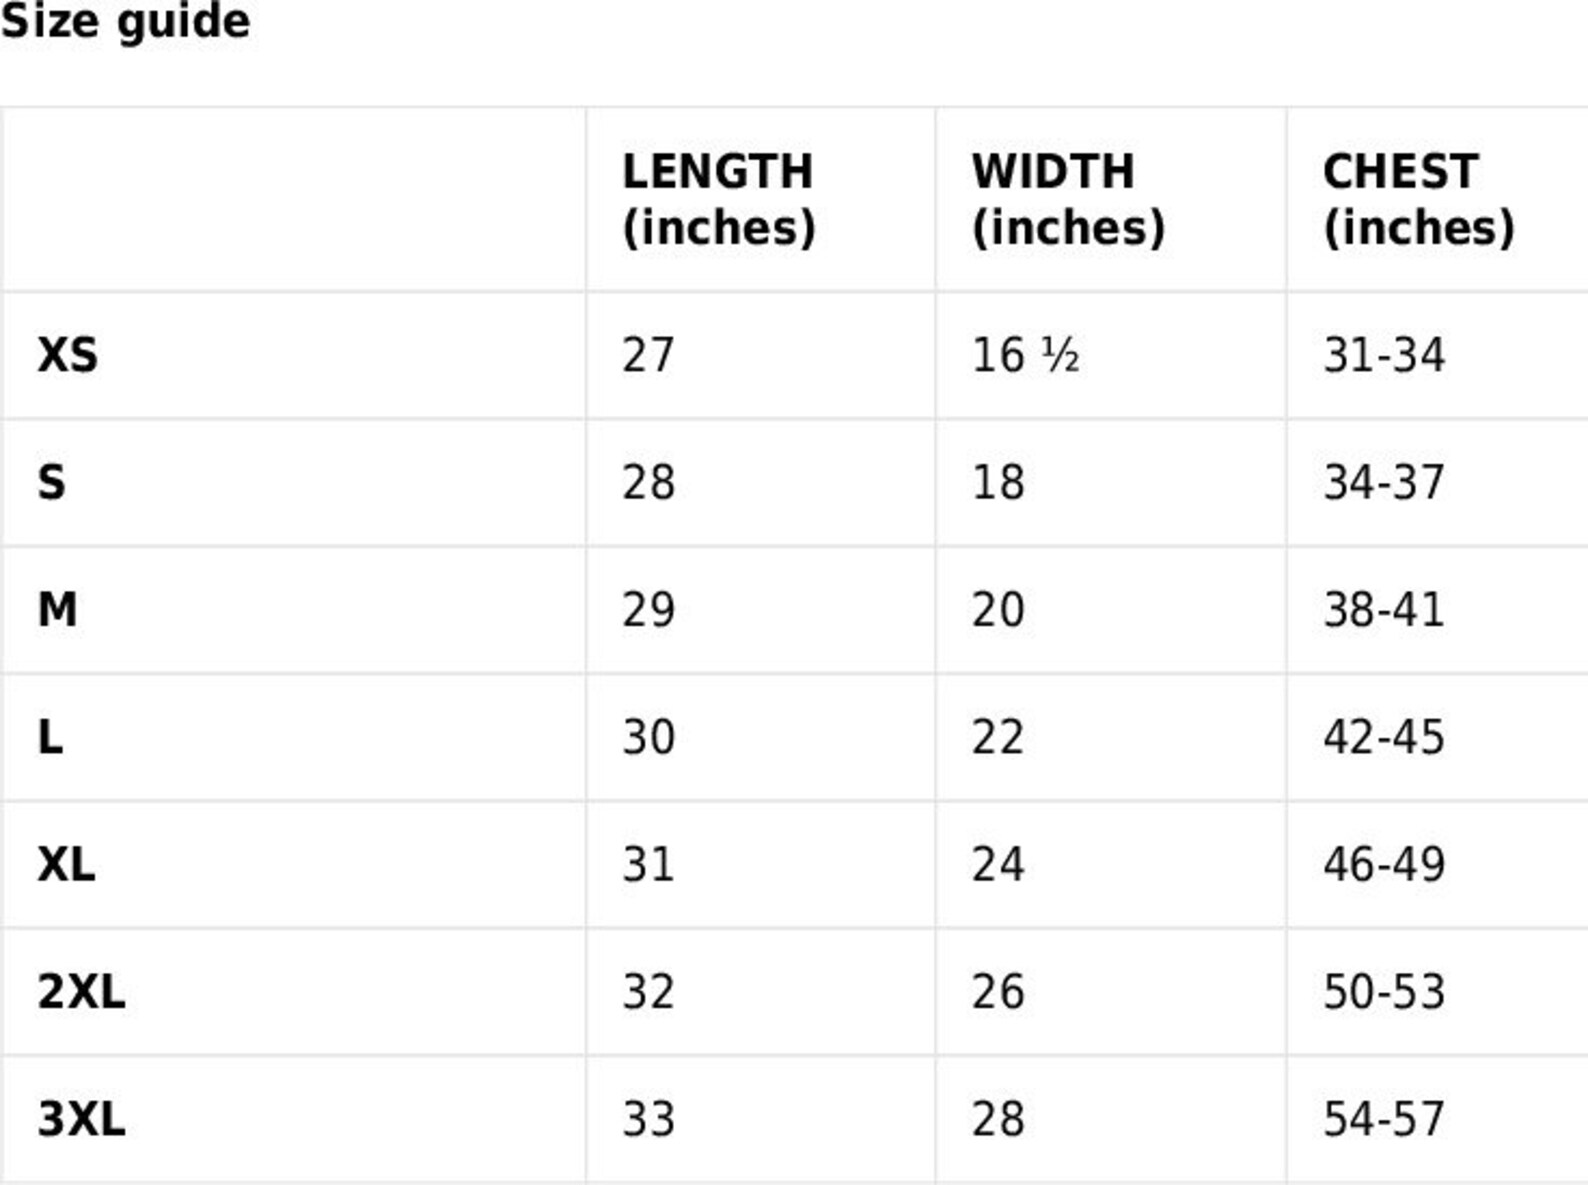 Size guide
LENGTH WIDTH CHEST
(inches) (inches) (inches)
XS 27 16 ½ 31-34
S 28 18 34-37
M 29 20 38-41
L 30 22 42-45
XL 31 24 46-49
2XL 32 26 50-53
3XL 33 28 54-57